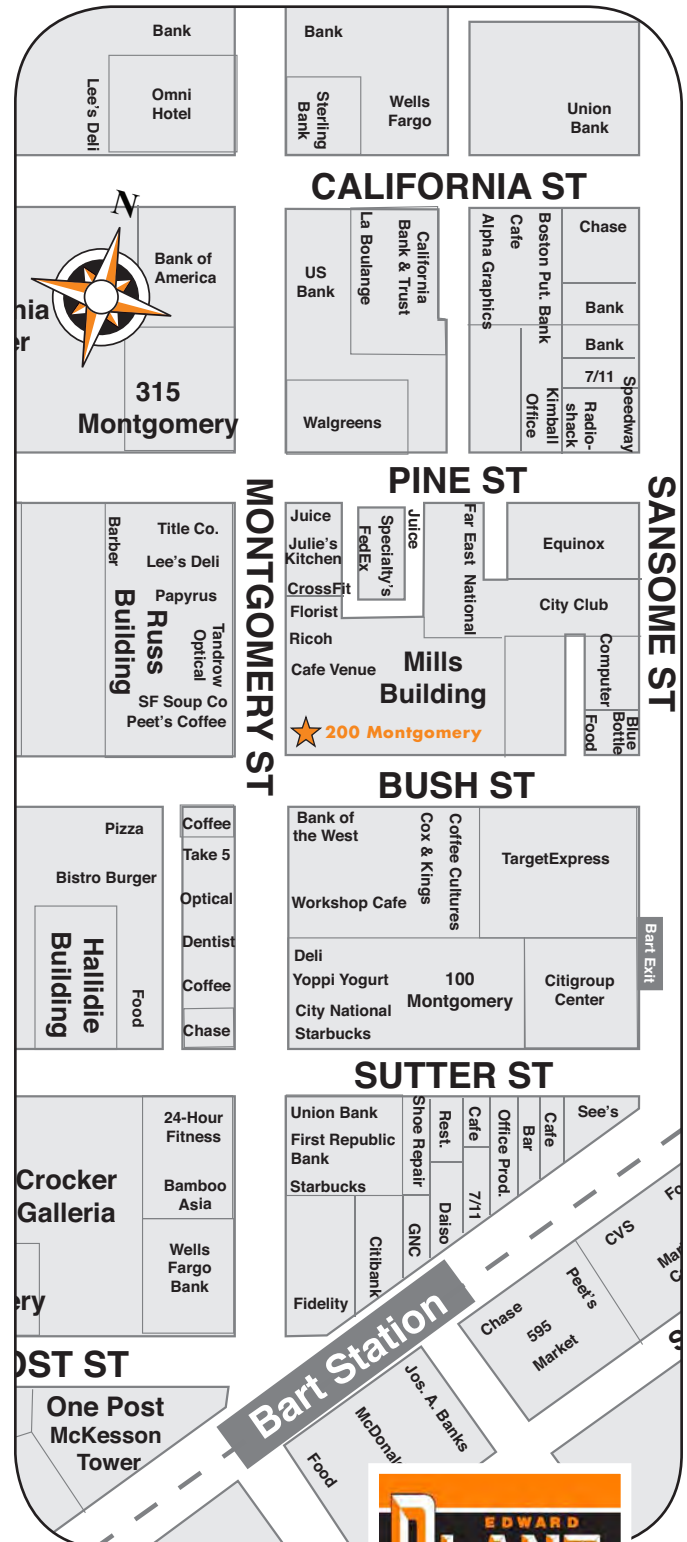 Bank
Bank
Lee's Deli
Omni
Hotel
Sterling
Bank
Wells
Fargo
Union
Bank
CALIFORNIA ST
N
Bank of
America
315
Montgomery
US
Bank
La Boulange
California
Bank & Trust
Walgreens
Alpha Graphics
Cafe
Boston Put. Bank
Chase
Bank
Bank
7/11
Speedway
Radio-
shack
Kimball
Office
PINE ST
MONTGOMERY ST
SANSOME ST
Barber
Title Co.
Lee's Deli
Papyrus
Russ
Building
Tandrow
Optical
SF Soup Co
Peet's Coffee
Juice
Julie's
Kitchen
CrossFit
Florist
Ricoh
Cafe Venue
Specialty's
FedEx
Juice
Far East National
Equinox
City Club
Mills
Building
Computer
Blue
Bottle
Food
200 Montgomery
BUSH ST
Pizza
Bistro Burger
Hallidie
Building
Food
Coffee
Take 5
Optical
Dentist
Coffee
Chase
Bank of
the West
Cox & Kings
Coffee Cultures
Workshop Cafe
TargetExpress
Deli
Yoppi Yogurt
City National
Starbucks
100
Montgomery
Citigroup
Center
Bart Exit
SUTTER ST
24-Hour
Fitness
Bamboo
Asia
Crocker
Galleria
Wells
Fargo
Bank
Union Bank
First Republic
Bank
Starbucks
Shoe Repair
Rest.
Cafe
Office Prod.
Bar
Cafe
See's
Fidelity
Citibank
GNC
Daiso
7/11
CVS
Peet's
Chase
595
Market
Bart Station
OST ST
One Post
McKesson
Tower
Jos. A. Banks
McDonal
Food
EDWARD